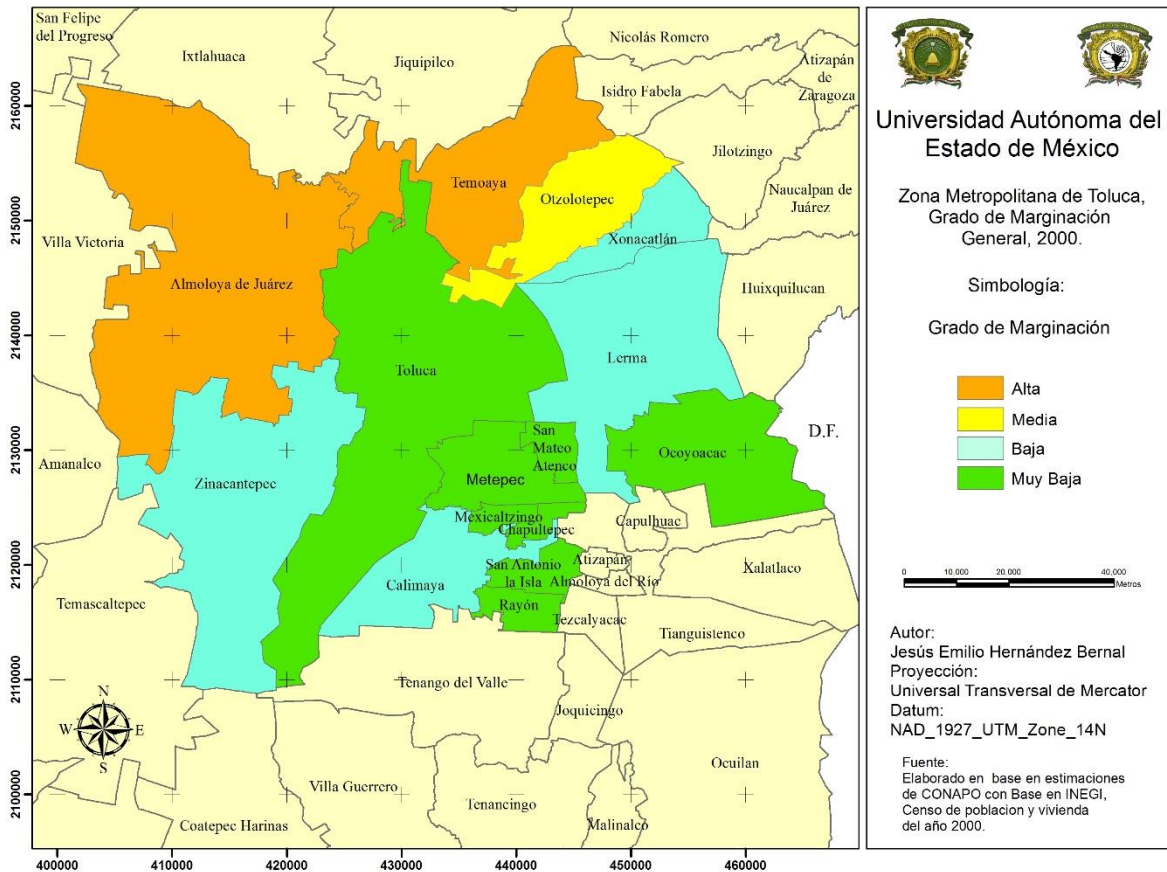 San Felipe
del Progreso
Ixtlahuaca
Jiquipilco
Nicolás Romero
Atizapán
de
Zaragoza
Isidro Fabela
Jilotzingo
Naucalpan de
Juárez
Temoaya
Otzolotepec
Xonacatlán
Villa Victoria
Almoloya de Juárez
Huixquilucan
Toluca
Lerma
D.F.
San
Mateo
Atenco
Ocoyoacac
Amanalco
Zinacantepec
Metepec
Mexicaltzingo
Chapultepec
Capulhuac
San Antonio
la Isla
Atizapán
Almoloya del Río
Xalatlaco
Calimaya
Temascaltepec
Rayón
Tezcalyacac
Tianguistenco
Tenango del Valle
Joquicingo
Ocuilan
Villa Guerrero
Tenancingo
Malinalco
Coatepec Harinas
N
W
E
S
2160000
2150000
2140000
2130000
2120000
2110000
2100000
400000
410000
420000
430000
440000
450000
460000
Universidad Autónoma del
Estado de México
Zona Metropolitana de Toluca,
Grado de Marginación
General, 2000.
Simbología:
Grado de Marginación
Alta
Media
Baja
Muy Baja
0 10,000 20,000 40,000
Metros
Autor:
Jesús Emilio Hernández Bernal
Proyección:
Universal Transversal de Mercator
Datum:
NAD_1927_UTM_Zone_14N
Fuente:
Elaborado en base en estimaciones
de CONAPO con Base en INEGI,
Censo de poblacion y vivienda
del año 2000.